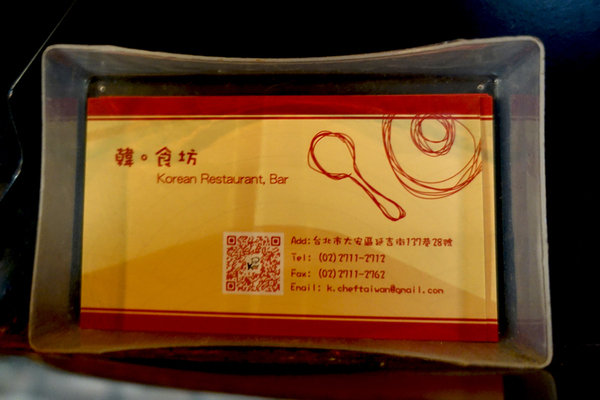 韓。食坊
Korean Restaurant, Bar
Add:台北市大安區延吉街137巷28號
Tel: (02)2711-2712
Fax: (02)2711-2762
Email: k.cheftaiwan@gmail.com